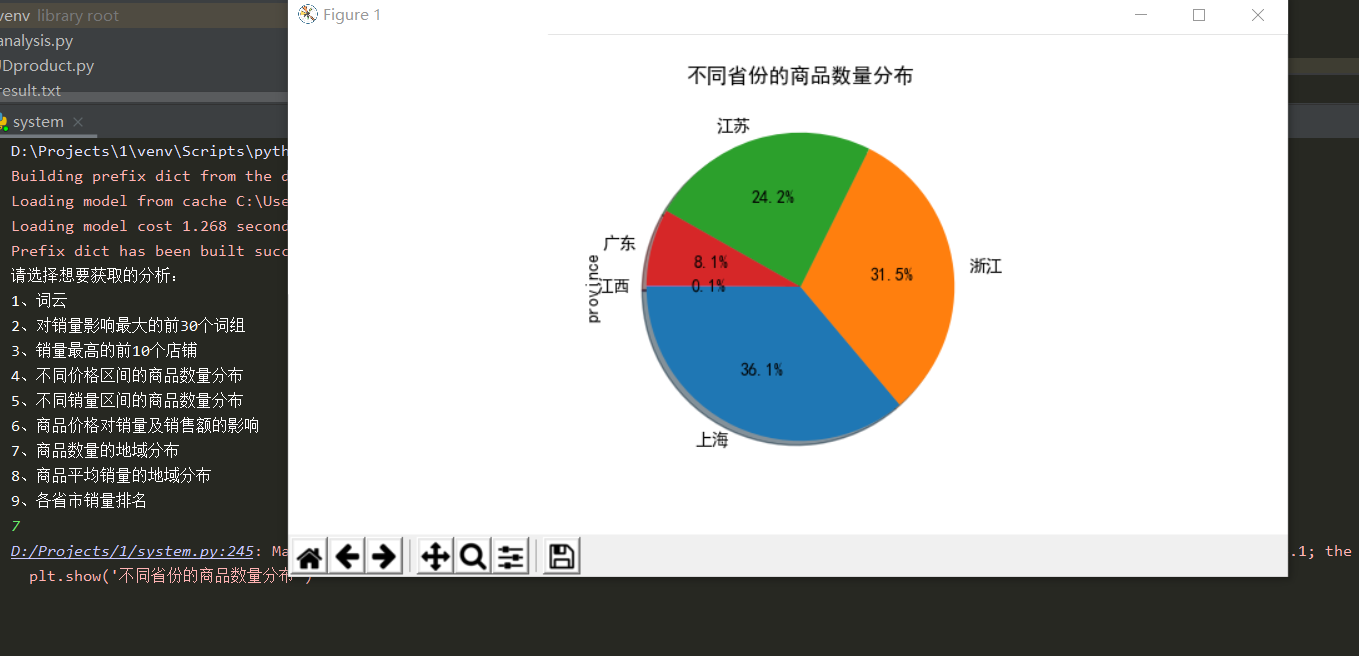 venv library root
analysis.py
JDproduct.py
result.txt
system
D:\Projects\1\venv\Scripts\pyth
Building prefix dict from the d
Loading model from cache C:\Use
Loading model cost 1.268 second
Prefix dict has been built succ
请选择想要获取的分析：
1、词云
2、对销量影响最大的前30个词组
3、销量最高的前10个店铺
4、不同价格区间的商品数量分布
5、不同销量区间的商品数量分布
6、商品价格对销量及销售额的影响
7、商品数量的地域分布
8、商品平均销量的地域分布
9、各省市销量排名
7
D:/Projects/1/system.py:245: Ma
.1; the
plt.show('不同省份的商品数量分布')
Figure 1
不同省份的商品数量分布
江苏
24.2%
广东
8.1%
浙江
31.5%
江西
0.1%
province
36.1%
上海